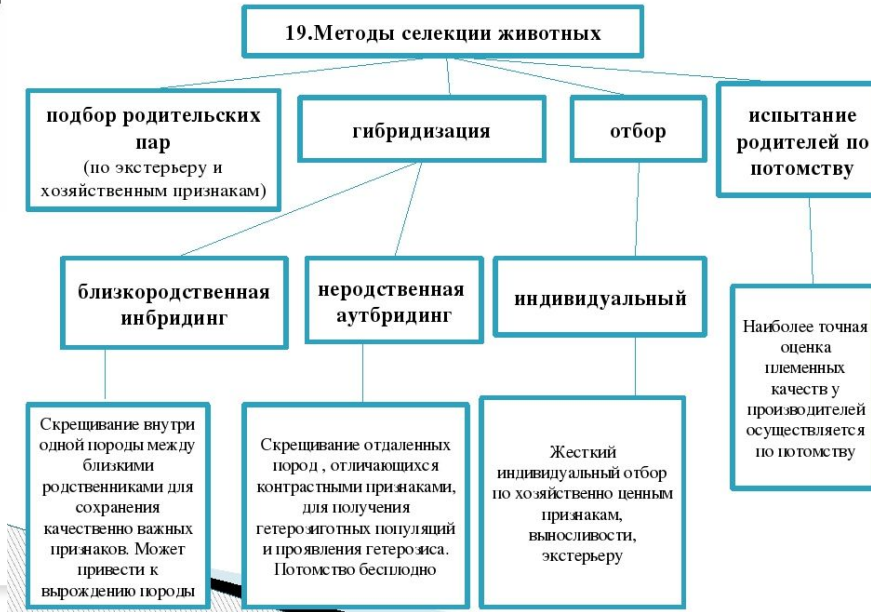 19.Методы селекции животных
подбор родительских
пар
(по экстерьеру и
хозяйственным признакам)
гибридизация
отбор
испытание
родителей по
потомству
близкородственная
инбридинг
неродственная
аутбридинг
индивидуальный
Скрещивание внутри
одной породы между
близкими
родственниками для
сохранения
качественно важных
признаков. Может
привести к
вырождению породы
Скрещивание отдаленных
пород , отличающихся
контрастными признаками,
для получения
гетерозиготных популяций
и проявления гетерозиса.
Потомство бесплодно
Жесткий
индивидуальный отбор
по хозяйственно ценным
признакам,
выносливости,
экстерьеру
Наиболее точная
оценка
племенных
качеств у
производителей
осуществляется
по потомству